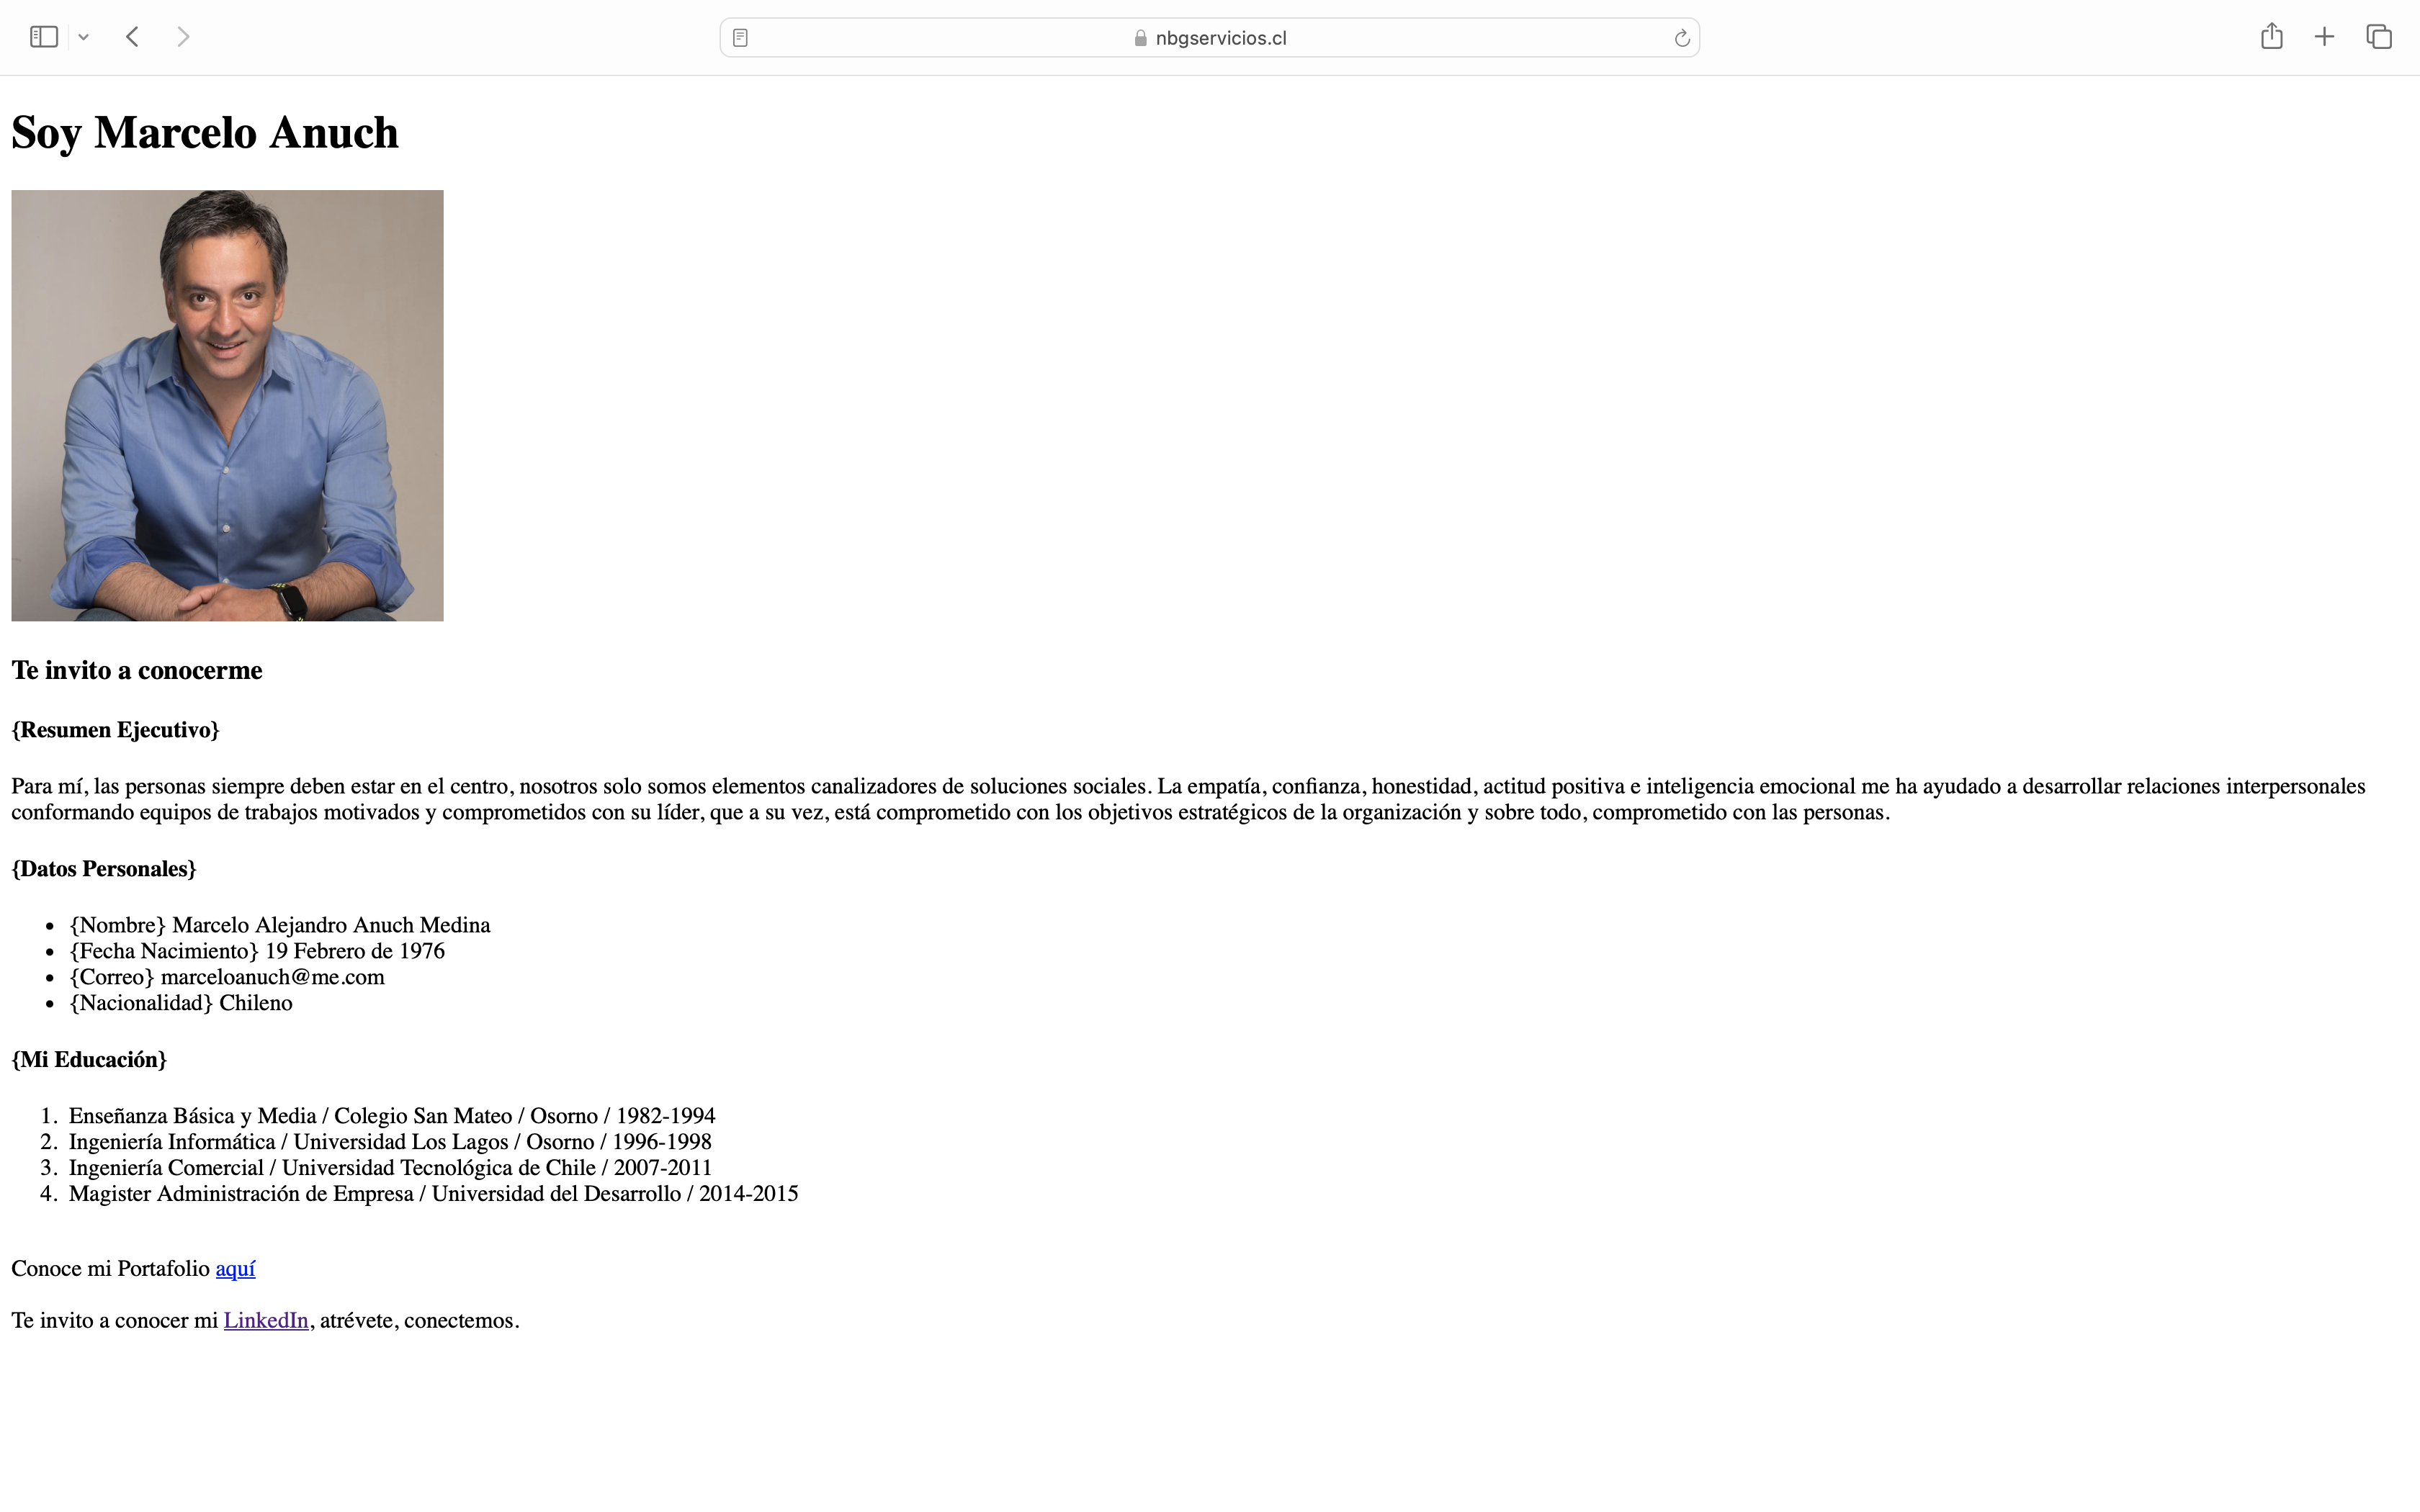 nbgservicios.cl
Soy Marcelo Anuch
Te invito a conocerme
{Resumen Ejecutivo}
Para mí, las personas siempre deben estar en el centro, nosotros solo somos elementos canalizadores de soluciones sociales. La empatía, confianza, honestidad, actitud positiva e inteligencia emocional me ha ayudado a desarrollar relaciones interpersonales
conformando equipos de trabajos motivados y comprometidos con su líder, que a su vez, está comprometido con los objetivos estratégicos de la organización y sobre todo, comprometido con las personas.
{Datos Personales}
• {Nombre} Marcelo Alejandro Anuch Medina
• {Fecha Nacimiento} 19 Febrero de 1976
• {Correo} marceloanuch@me.com
• {Nacionalidad} Chileno
{Mi Educación}
1. Enseñanza Básica y Media / Colegio San Mateo / Osorno / 1982-1994
2. Ingeniería Informática / Universidad Los Lagos / Osorno / 1996-1998
3. Ingeniería Comercial / Universidad Tecnológica de Chile / 2007-2011
4. Magister Administración de Empresa / Universidad del Desarrollo / 2014-2015
Conoce mi Portafolio aquí
Te invito a conocer mi LinkedIn, atrévete, conectemos.